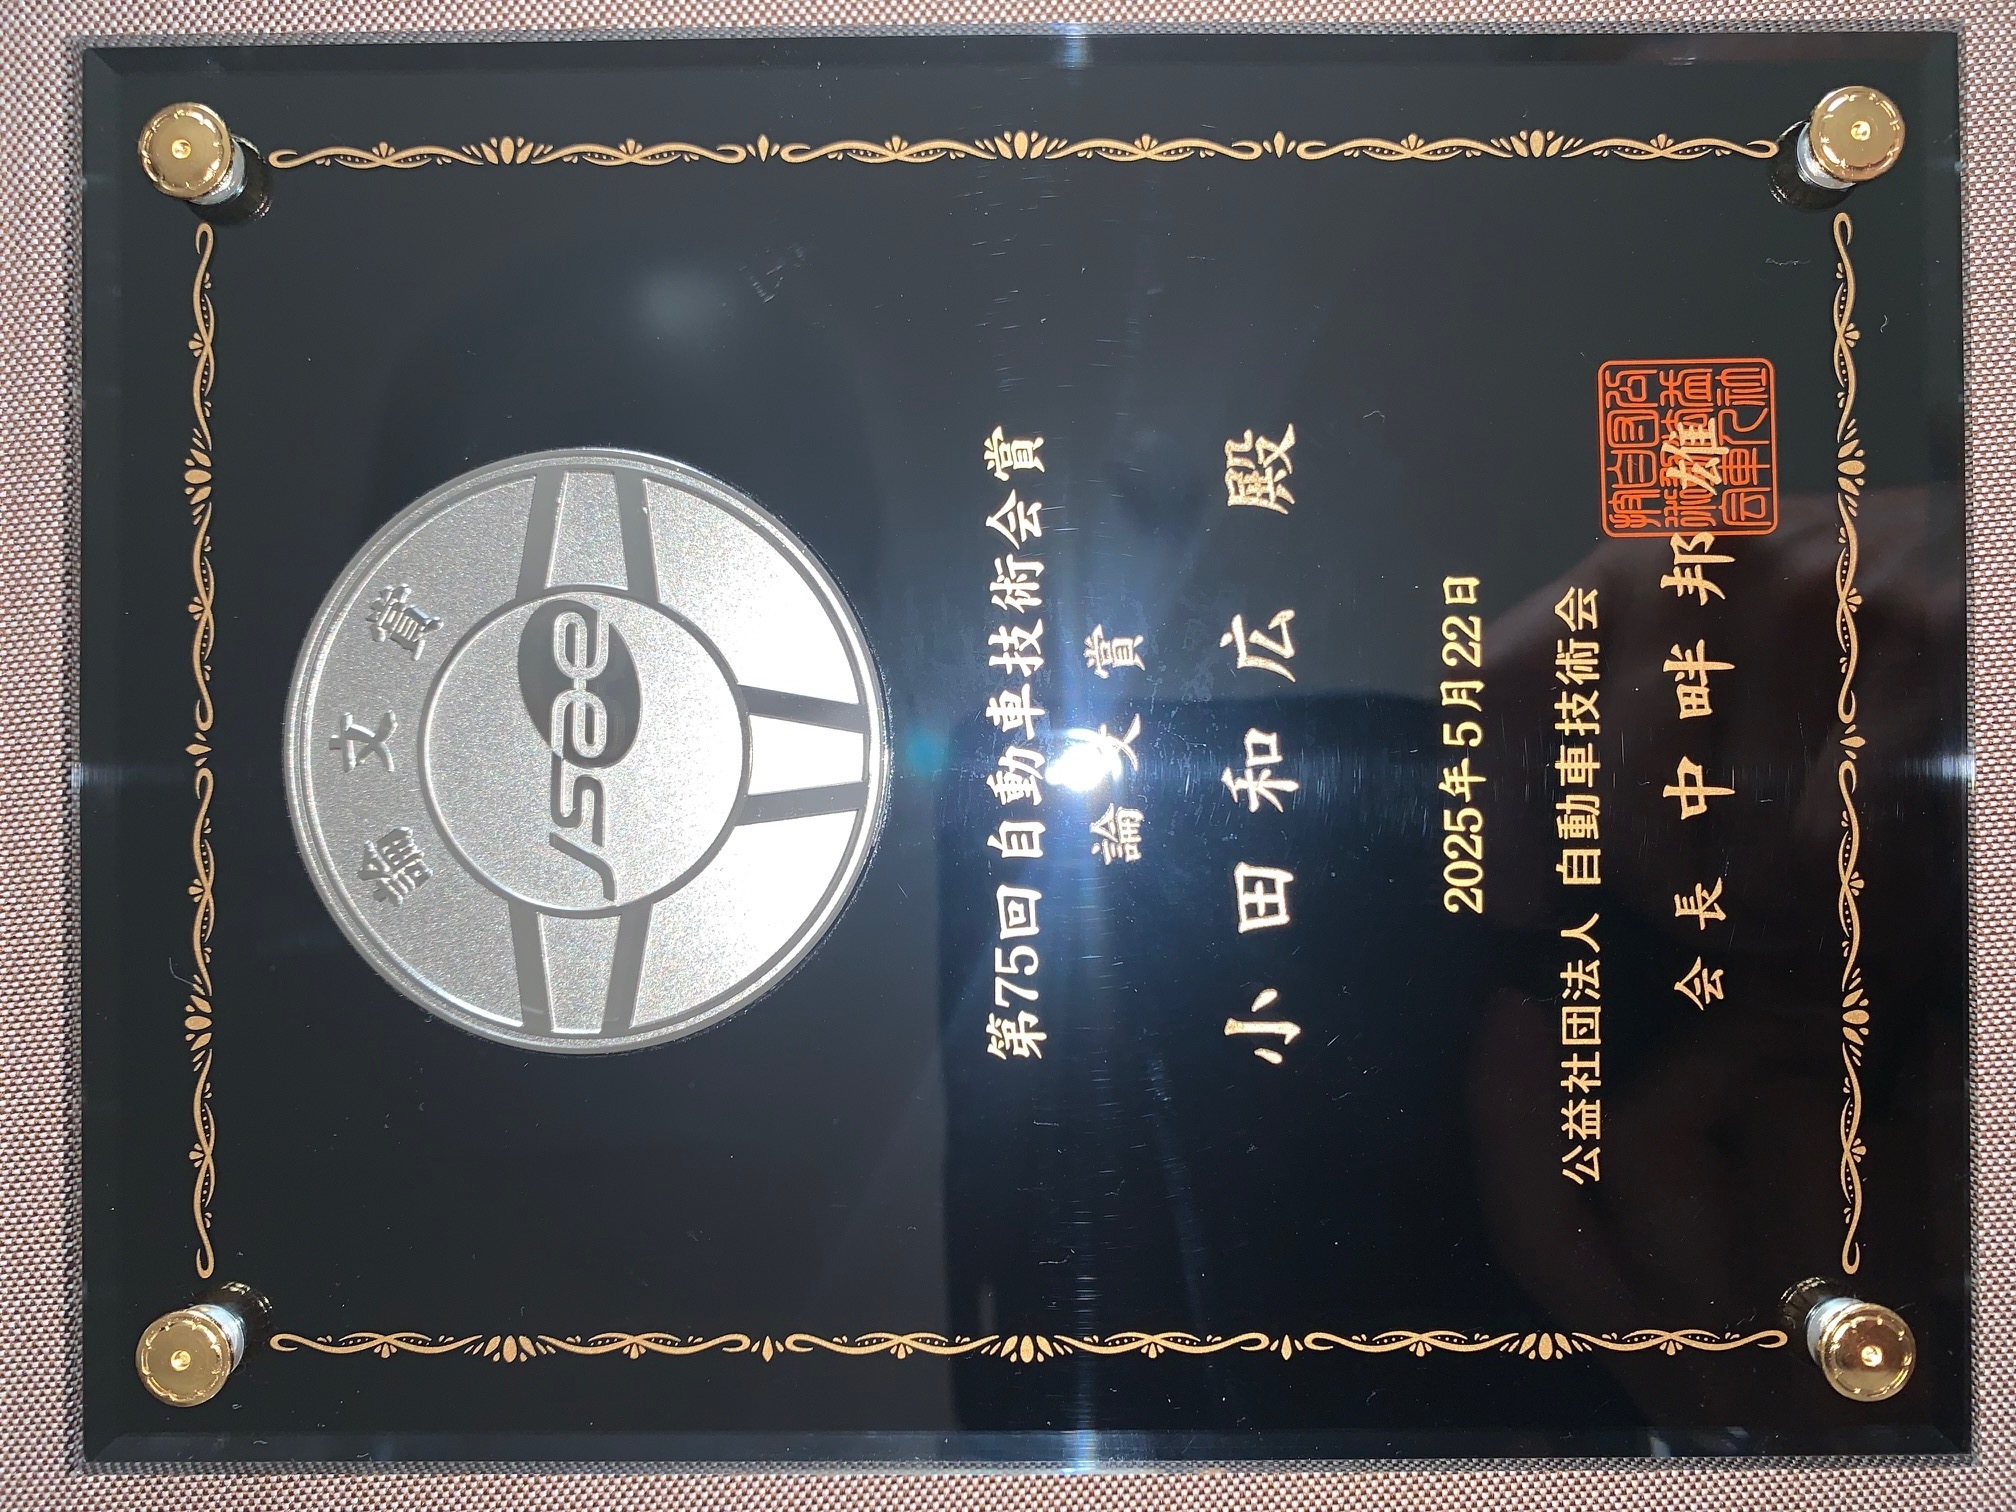 論文賞
jsae
第75回 自動車技術会賞
論文賞
小田和広 殿
2025年5月22日
公益社団法人 自動車技術会
会長 中畔邦雄